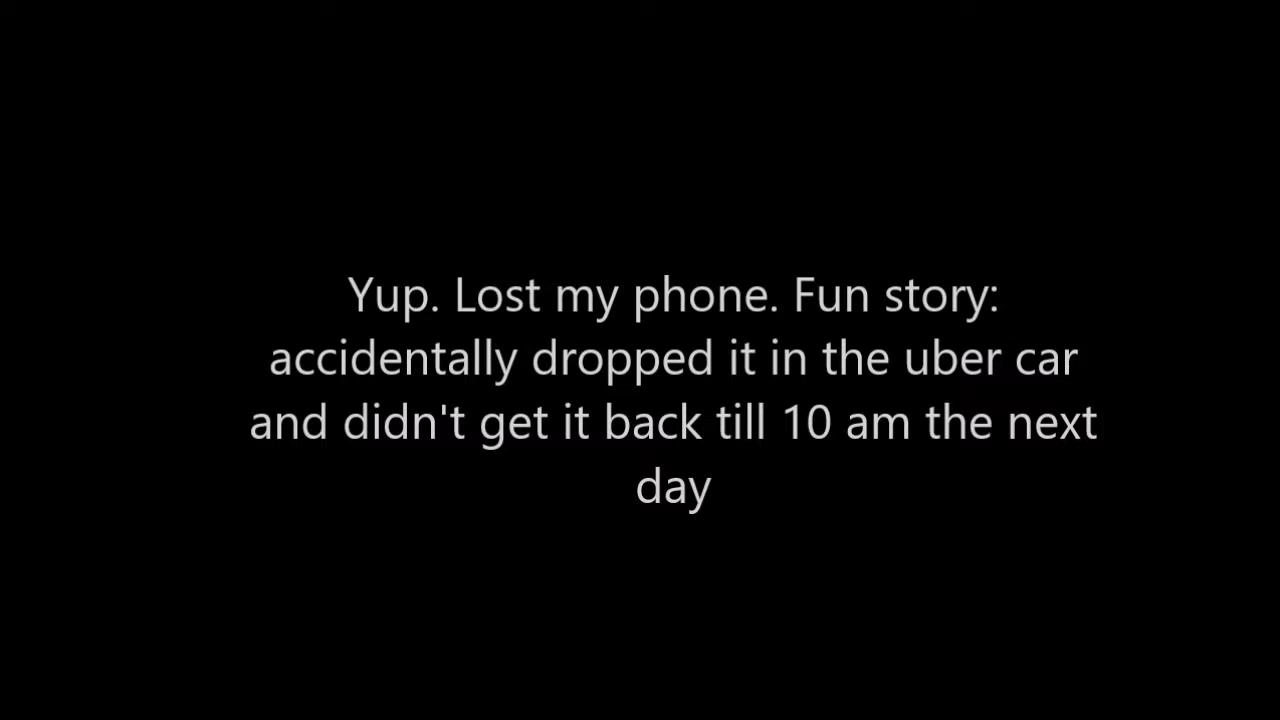 Yup. Lost my phone. Fun story:
accidentally dropped it in the uber car
and didn't get it back till 10 am the next
day